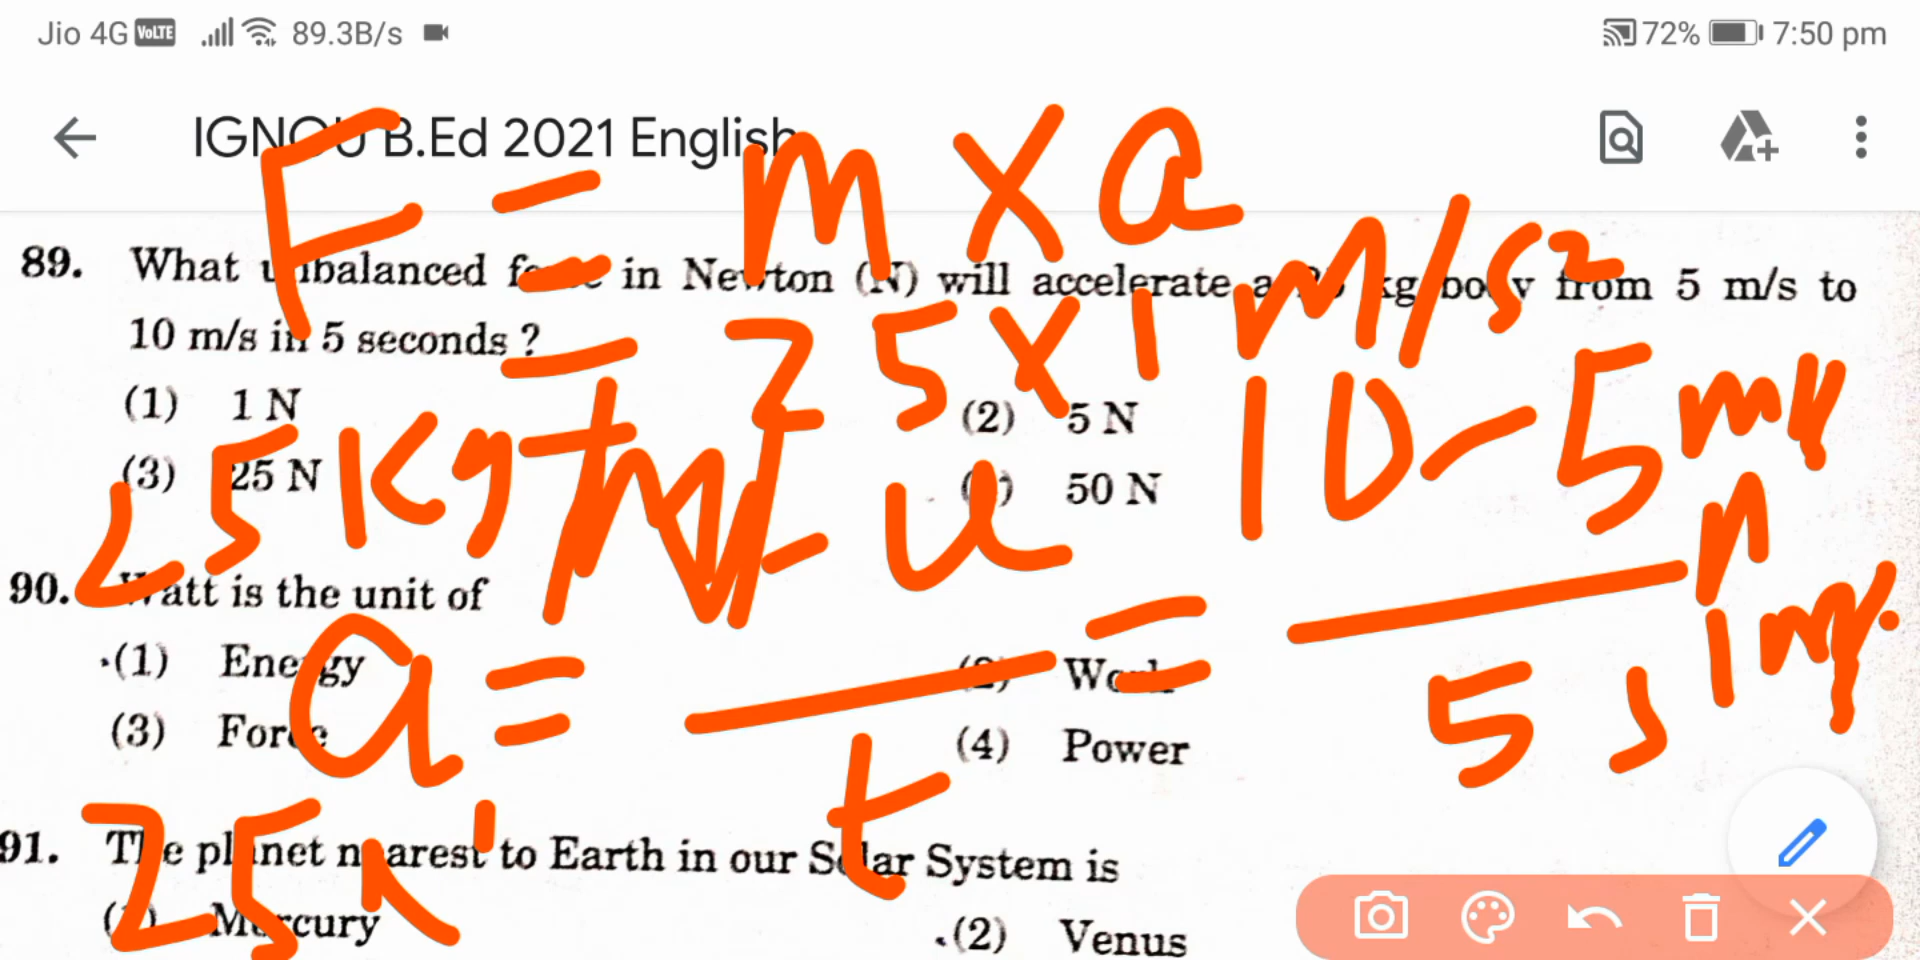 Jio 4G VoLTE 89.3B/s 72% 7:50 pm
IGNOU B.Ed 2021 English
F = m × a
89. What unbalanced force in Newton (N) will accelerate a kg body from 5 m/s to
10 m/s in 5 seconds ?
= 25 × 1 m/s²
(1) 1 N (2) 5 N
(3) 25 N () 50 N
25 Kg
- u
10 - 5
90. Watt is the unit of
a = =
5 s
(1) Energy (2) Work
(3) Force (4) Power
t
25 × 1
91. The planet nearest to Earth in our Solar System is
(1) Mercury (2) Venus